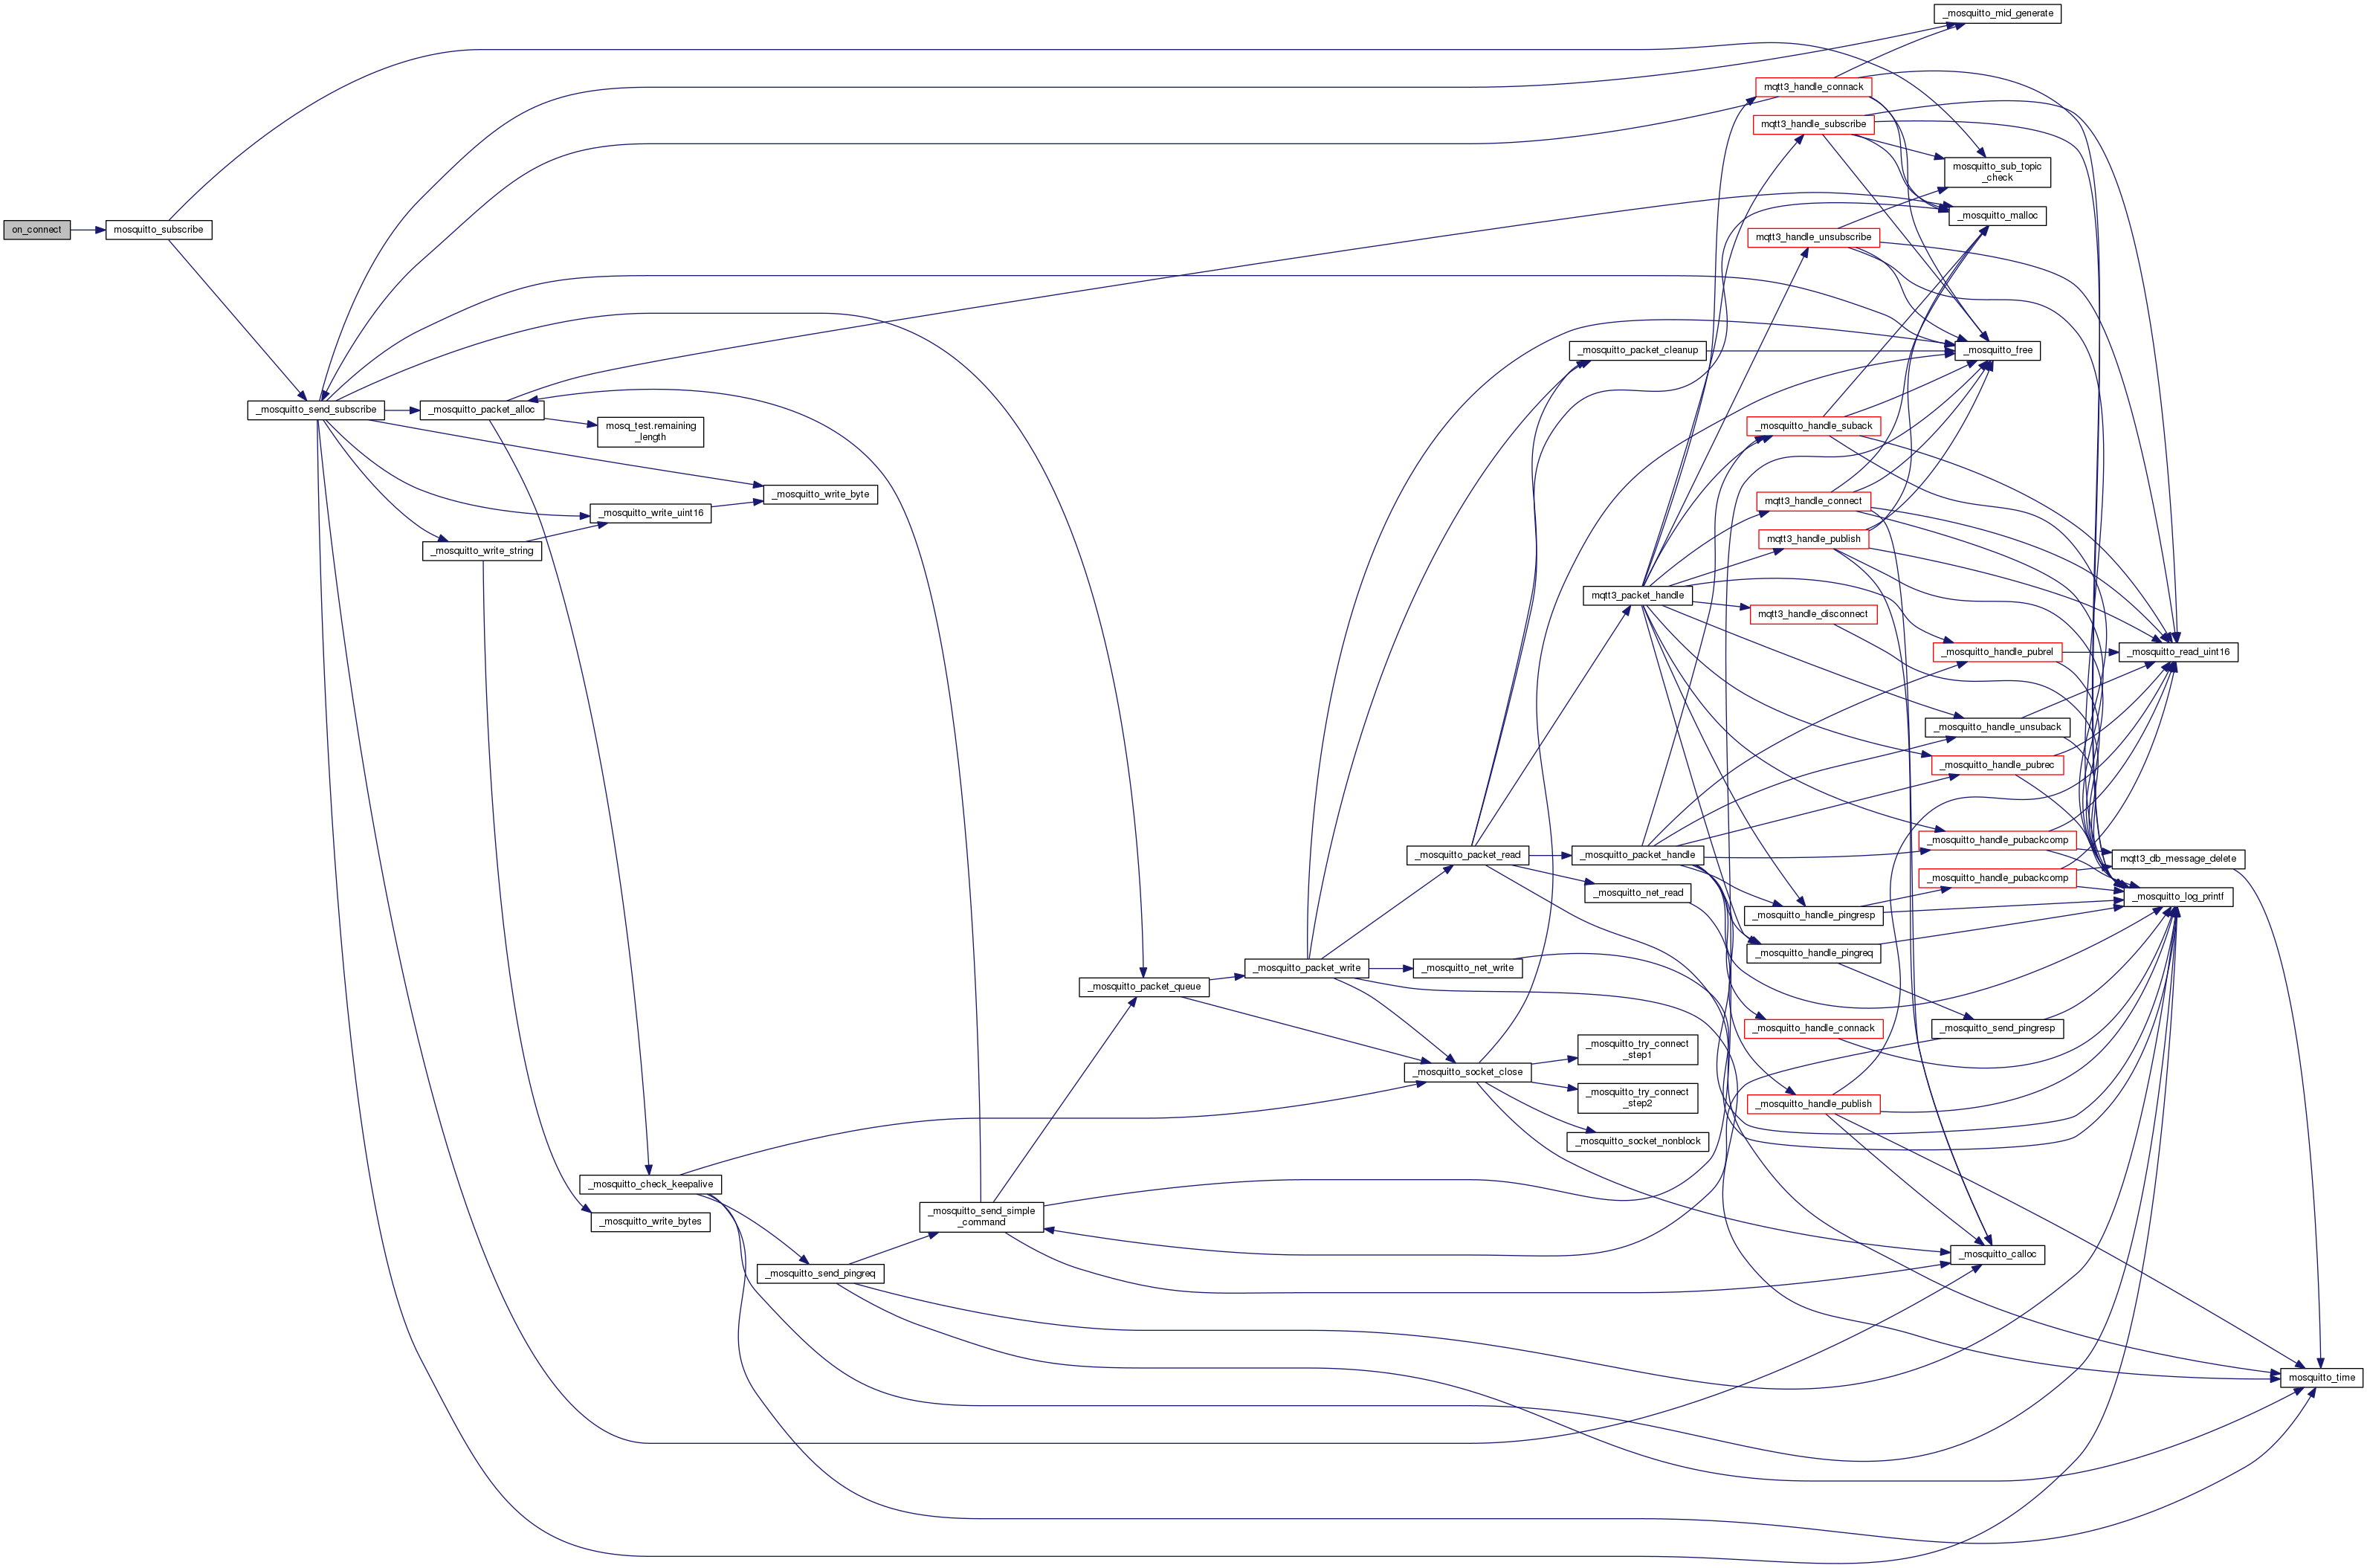 _mosquitto_mid_generate
mqtt3_handle_connack
mqtt3_handle_subscribe
mosquitto_sub_topic
_check
_mosquitto_malloc
on_connect
mosquitto_subscribe
mqtt3_handle_unsubscribe
_mosquitto_packet_cleanup
_mosquitto_free
_mosquitto_send_subscribe
_mosquitto_packet_alloc
mosq_test.remaining
_length
_mosquitto_handle_suback
_mosquitto_write_byte
mqtt3_handle_connect
_mosquitto_write_uint16
mqtt3_handle_publish
_mosquitto_write_string
mqtt3_packet_handle
mqtt3_handle_disconnect
_mosquitto_handle_pubrel
_mosquitto_read_uint16
_mosquitto_handle_unsuback
_mosquitto_handle_pubrec
_mosquitto_handle_pubackcomp
_mosquitto_packet_read
_mosquitto_packet_handle
mqtt3_db_message_delete
_mosquitto_handle_pubackcomp
_mosquitto_net_read
_mosquitto_log_printf
_mosquitto_handle_pingresp
_mosquitto_handle_pingreq
_mosquitto_packet_write
_mosquitto_net_write
_mosquitto_packet_queue
_mosquitto_handle_connack
_mosquitto_send_pingresp
_mosquitto_try_connect
_step1
_mosquitto_socket_close
_mosquitto_try_connect
_step2
_mosquitto_handle_publish
_mosquitto_socket_nonblock
_mosquitto_check_keepalive
_mosquitto_send_simple
_command
_mosquitto_write_bytes
_mosquitto_calloc
_mosquitto_send_pingreq
mosquitto_time